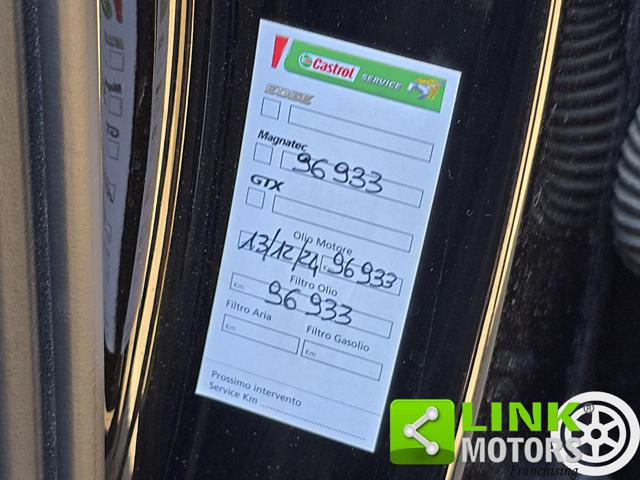 Castrol SERVICE
EDGE
Magnatec
96 933
GTX
Olio Motore
13/12/24 Km 96 933
Filtro Olio
Km 96 933
Filtro Aria
Filtro Gasolio
Km
Km
Prossimo intervento
Service Km ....................
LINK
MOTORS
Franchising